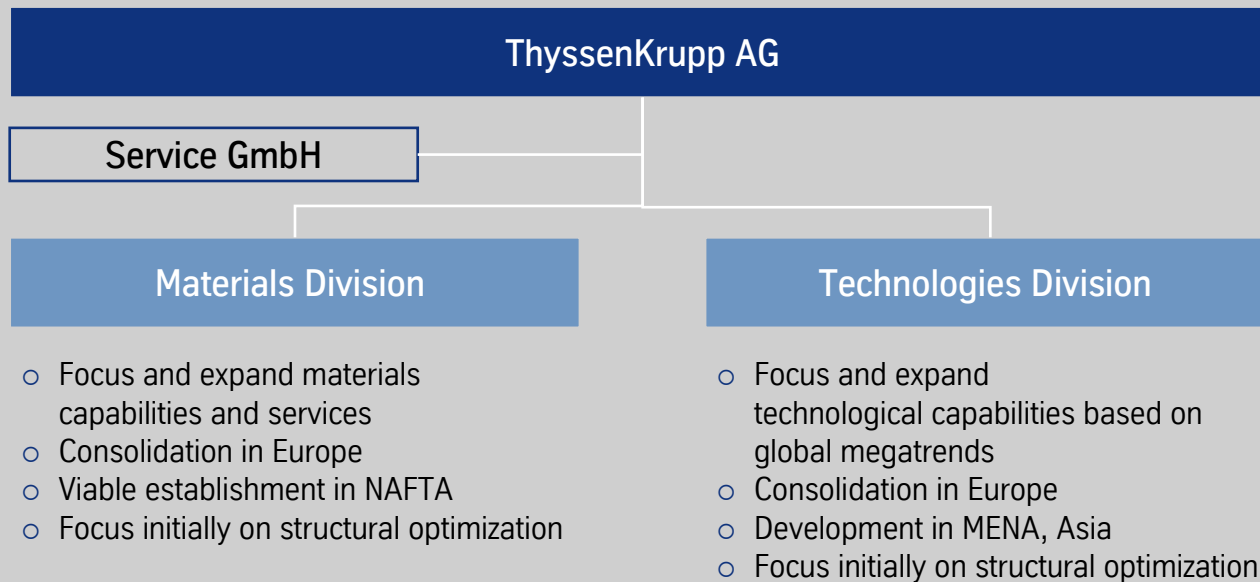 ThyssenKrupp AG
Service GmbH
Materials Division
○ Focus and expand materials
capabilities and services
○ Consolidation in Europe
○ Viable establishment in NAFTA
○ Focus initially on structural optimization
Technologies Division
○ Focus and expand
technological capabilities based on
global megatrends
○ Consolidation in Europe
○ Development in MENA, Asia
○ Focus initially on structural optimization